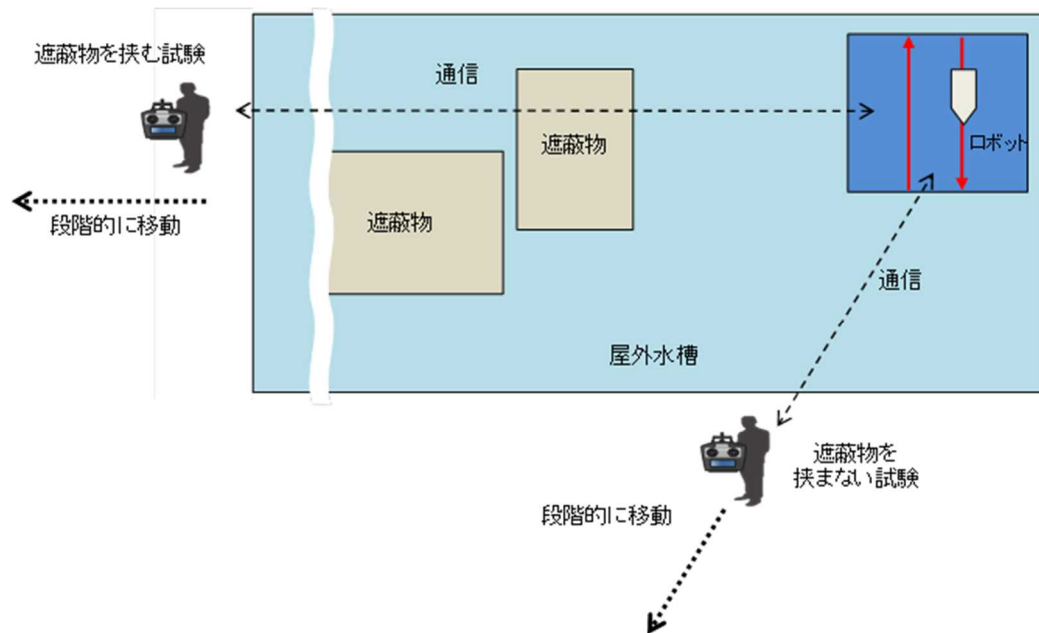 遮蔽物を挟む試験
通信
遮蔽物
ロボット
段階的に移動
遮蔽物
通信
屋外水槽
遮蔽物を
挟まない試験
段階的に移動